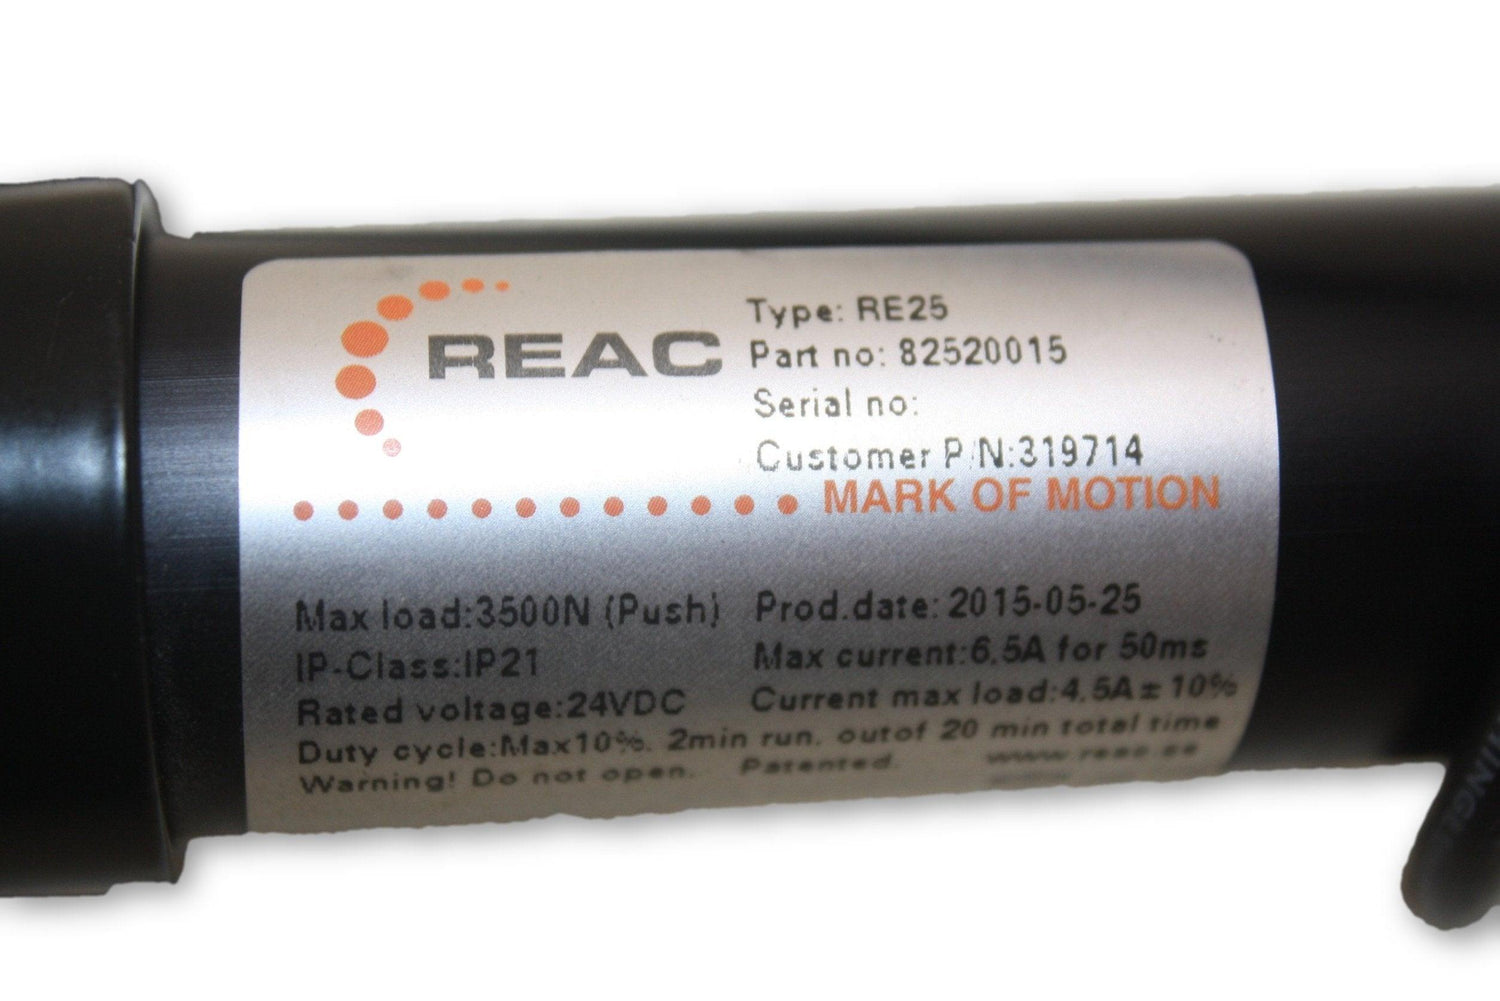 REAC
Type: RE25
Part no: 82520015
Serial no:
Customer P/N:319714
MARK OF MOTION
Max load:3500N (Push)
Prod.date: 2015-05-25
IP-Class:IP21
Max current:6.5A for 50ms
Rated voltage:24VDC
Current max load:4.5A± 10%
Duty cycle:Max10%. 2min run. outof 20 min total time
Warning! Do not open. Patented. www.reac.se